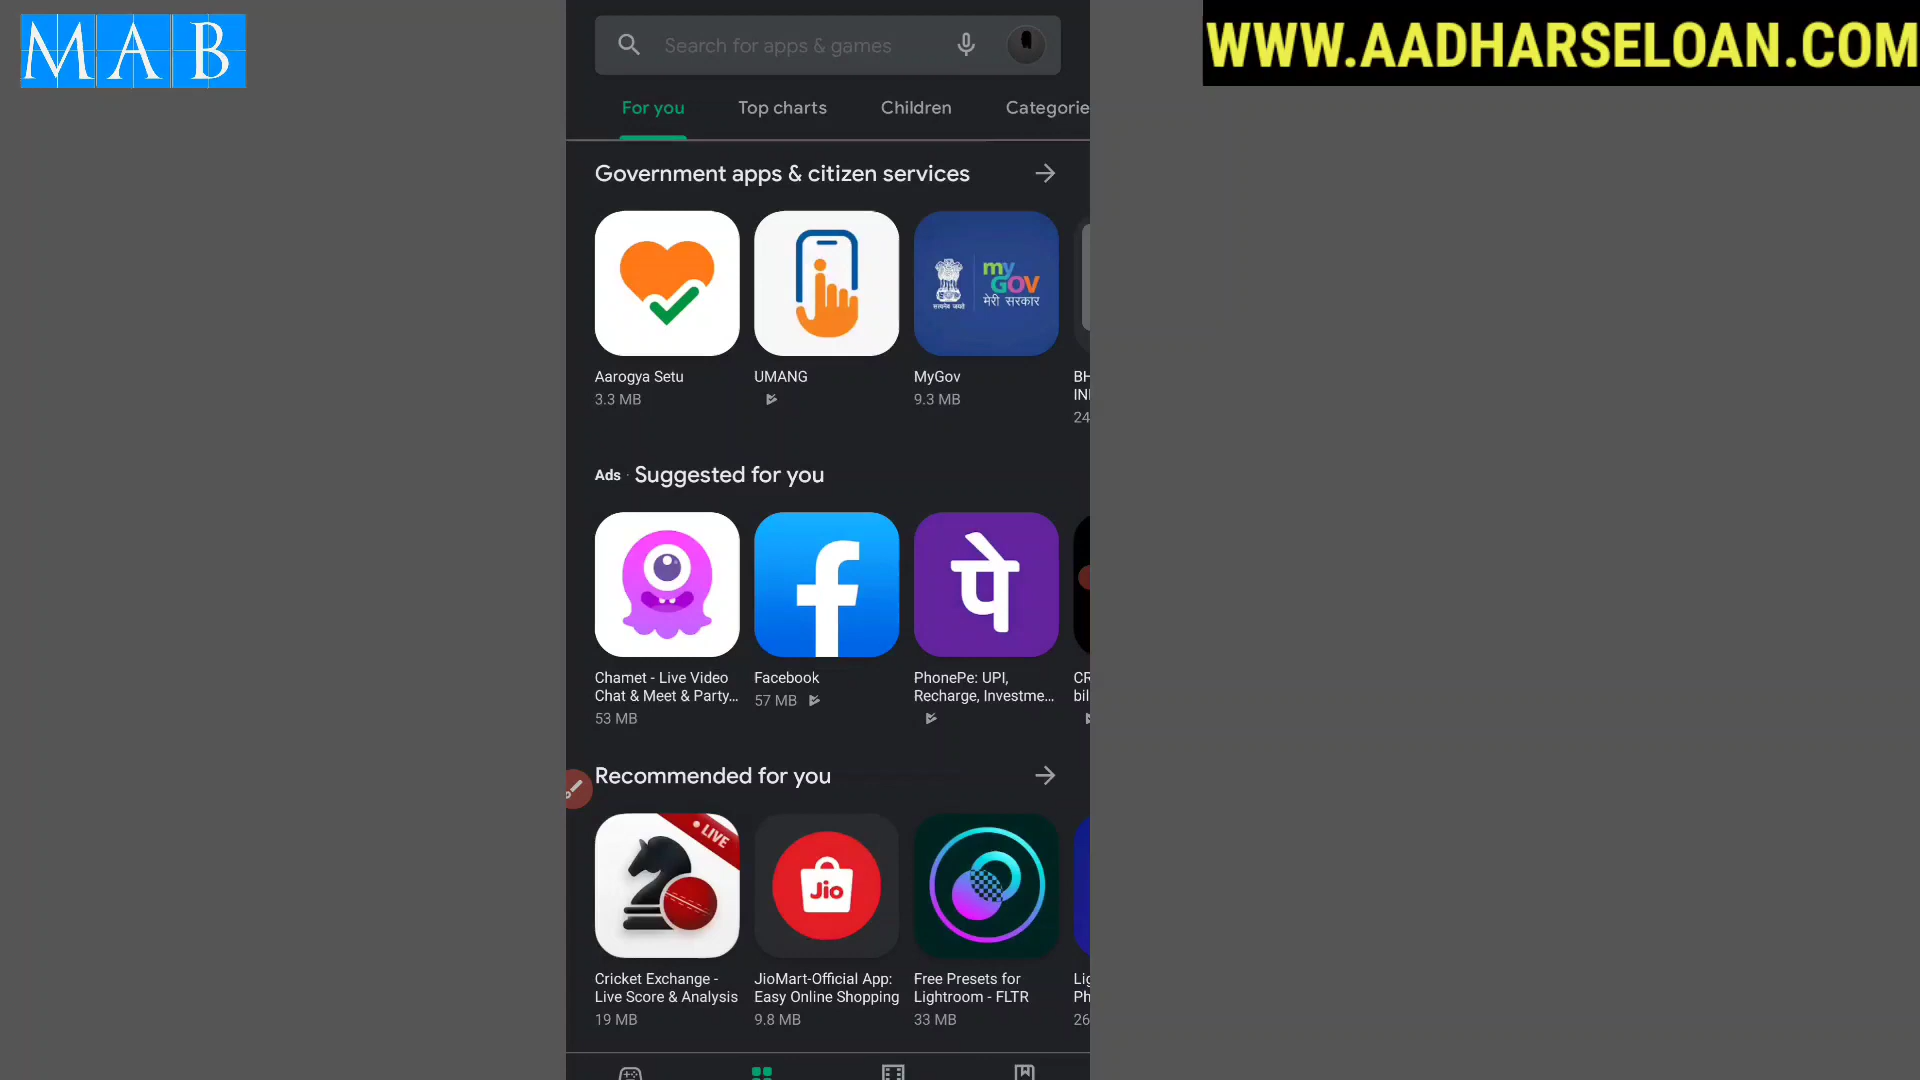 MAB
WWW.AADHARSELOAN.COM
Search for apps & games
For you
Top charts
Children
Categorie
Government apps & citizen services
सत्यमेव जयते
my
GOV
मेरी सरकार
Aarogya Setu
3.3 MB
UMANG
MyGov
9.3 MB
BH
IN
24
Ads · Suggested for you
f
पे
Chamet - Live Video
Chat & Meet & Party...
53 MB
Facebook
57 MB
PhonePe: UPI,
Recharge, Investme...
CR
bil
Recommended for you
LIVE
Jio
Cricket Exchange -
Live Score & Analysis
19 MB
JioMart-Official App:
Easy Online Shopping
9.8 MB
Free Presets for
Lightroom - FLTR
33 MB
Lig
Ph
26